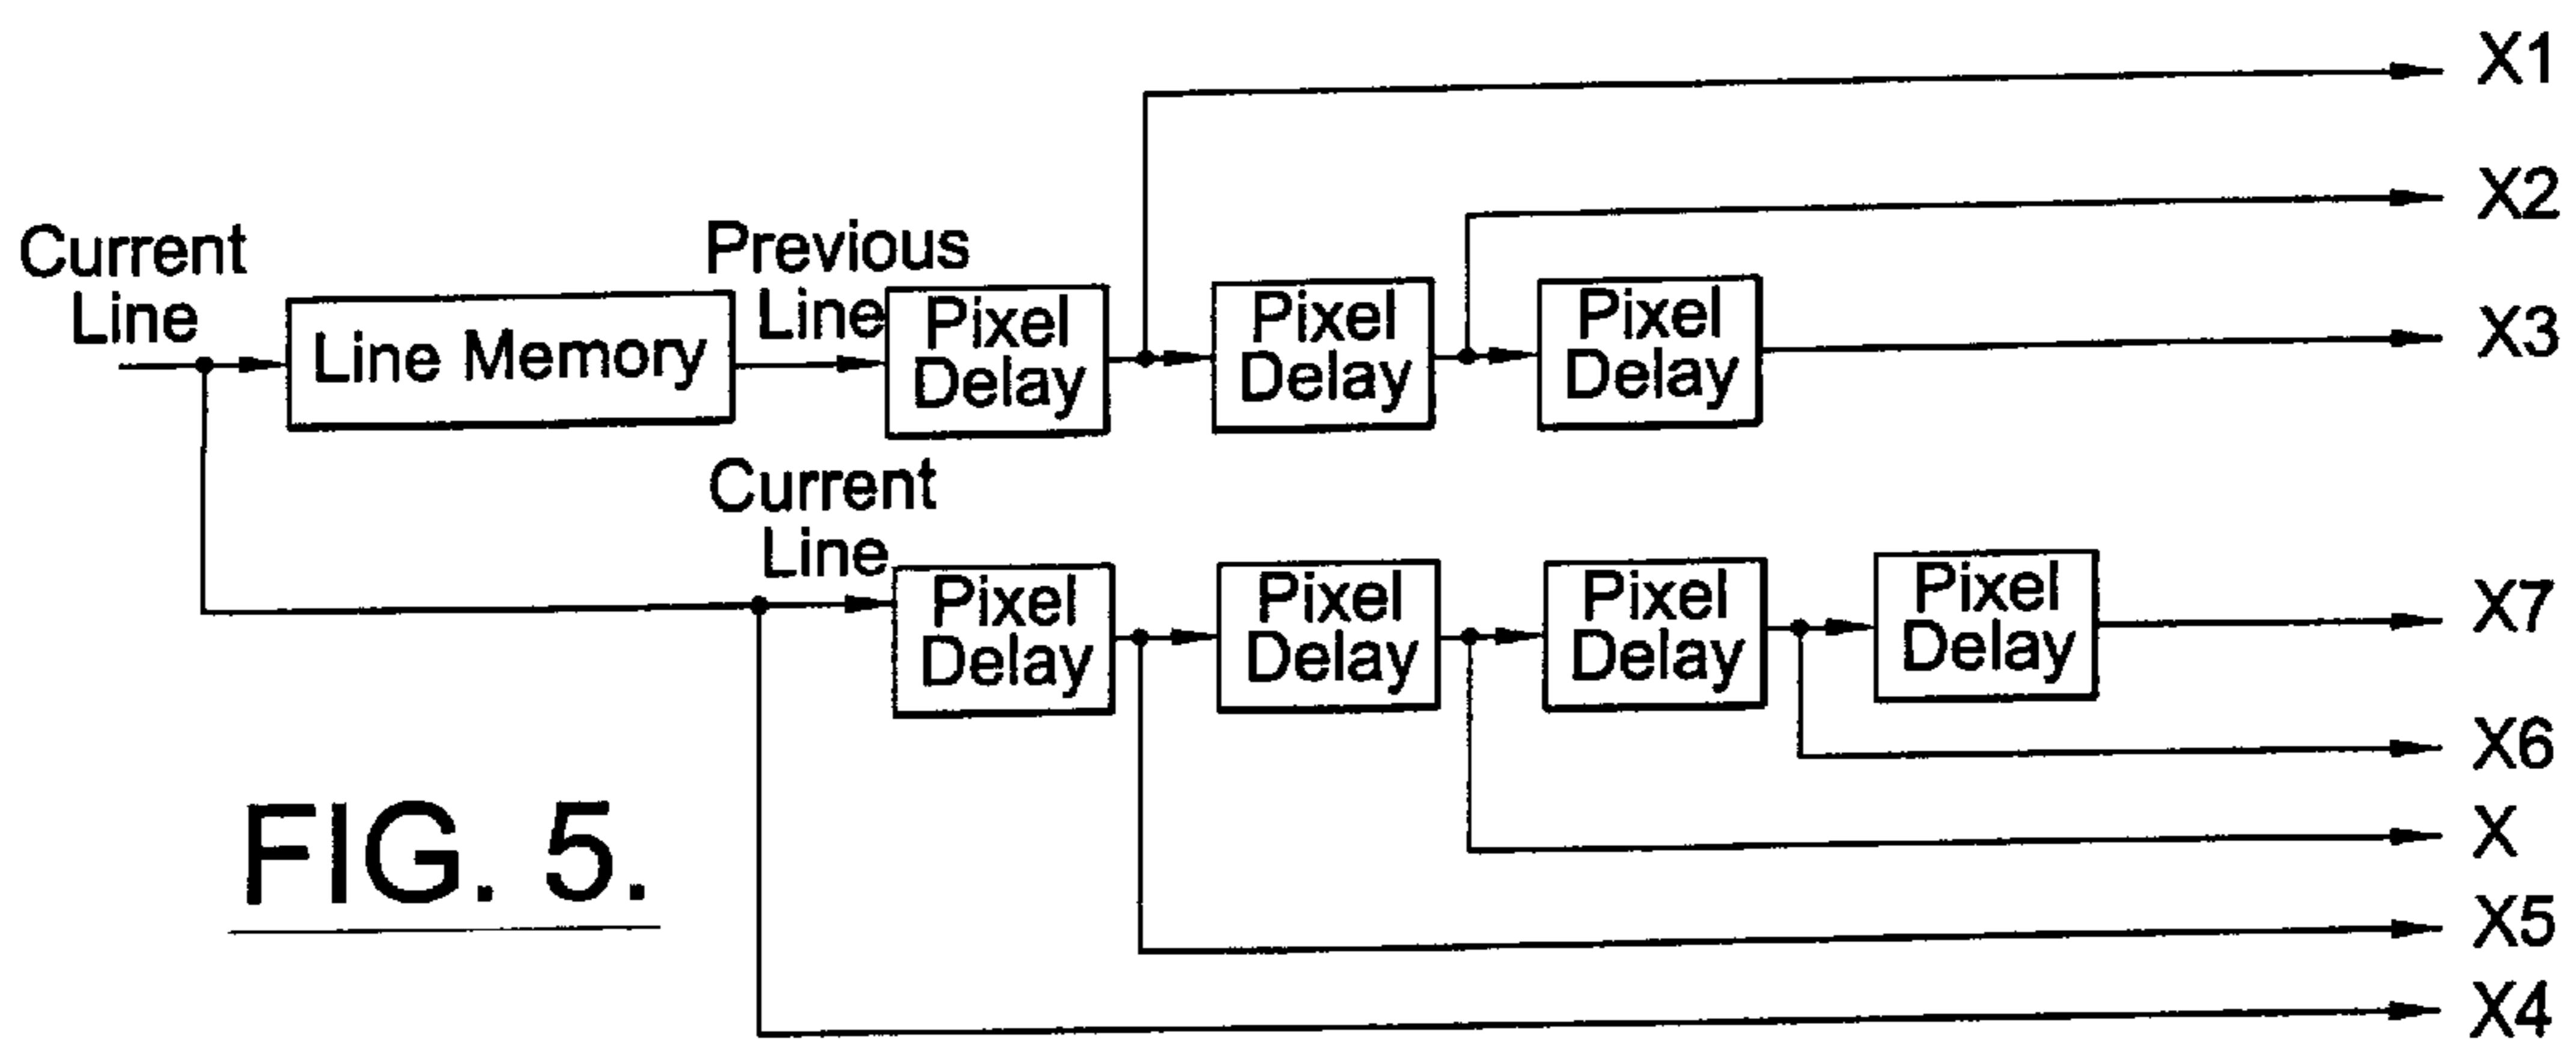 X1
X2
Current
Line
Line Memory
Previous
Line
Pixel
Delay
Pixel
Delay
Pixel
Delay
X3
Current
Line
Pixel
Delay
Pixel
Delay
Pixel
Delay
Pixel
Delay
X7
X6
X
X5
X4
FIG. 5.